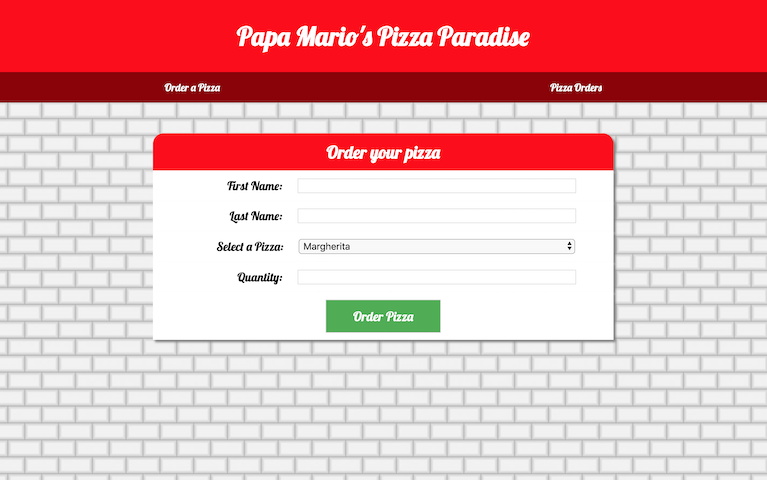 Papa Mario's Pizza Paradise
Order a Pizza Pizza Orders
Order your pizza
First Name:
Last Name:
Select a Pizza: Margherita
Quantity:
Order Pizza